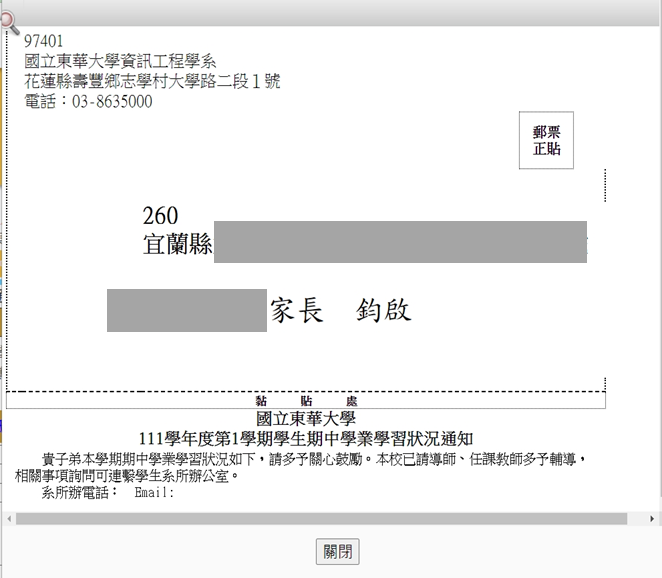 97401
國立東華大學資訊工程學系
花蓮縣壽豐鄉志學村大學路二段１號
電話：03-8635000
郵票
正貼
260
宜蘭縣
家長　鈞啟
黏　貼　處
國立東華大學
111學年度第1學期學生期中學業學習狀況通知
貴子弟本學期期中學業學習狀況如下，請多予關心鼓勵。本校已請導師、任課教師多予輔導，
相關事項詢問可連繫學生系所辦公室。
系所辦電話：　Email:
關閉